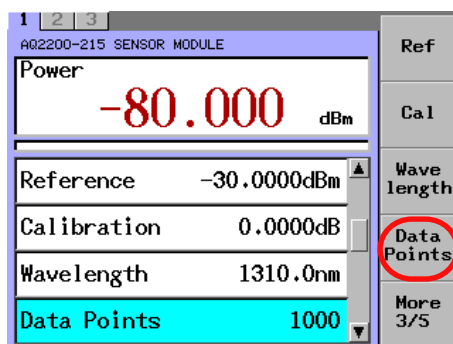 1 2 3
AQ2200-215 SENSOR MODULE
Power
-80.000 dBm
Reference -30.0000dBm
Calibration 0.0000dB
Wavelength 1310.0nm
Data Points 1000
Ref
Cal
Wave
length
Data
Points
More
3/5